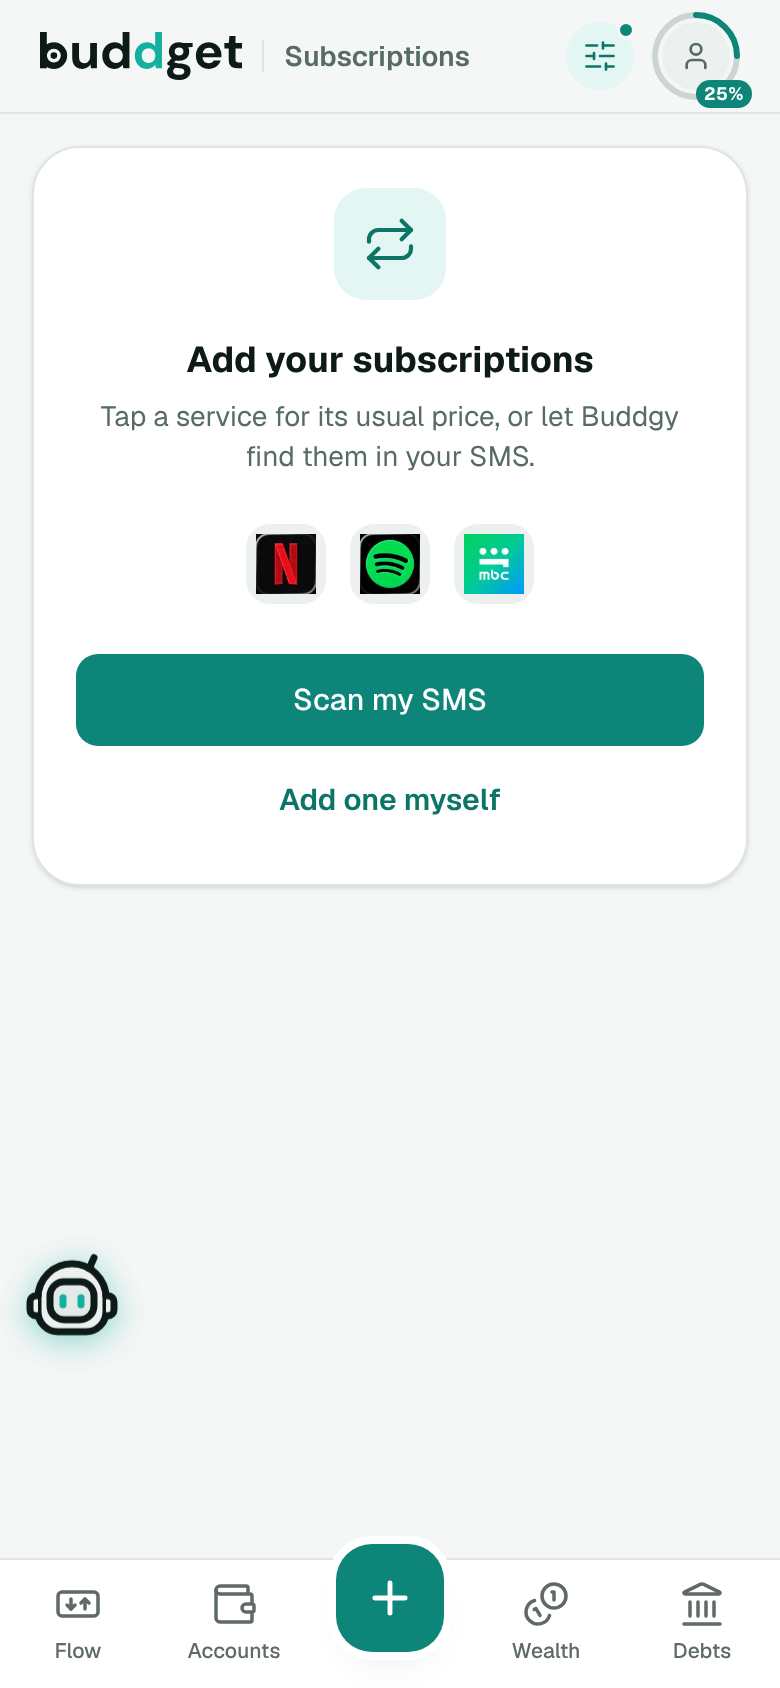 buddget
Subscriptions
25%
Add your subscriptions
Tap a service for its usual price, or let Buddgy
find them in your SMS.
N
mbc
Scan my SMS
Add one myself
Flow
Accounts
Wealth
Debts